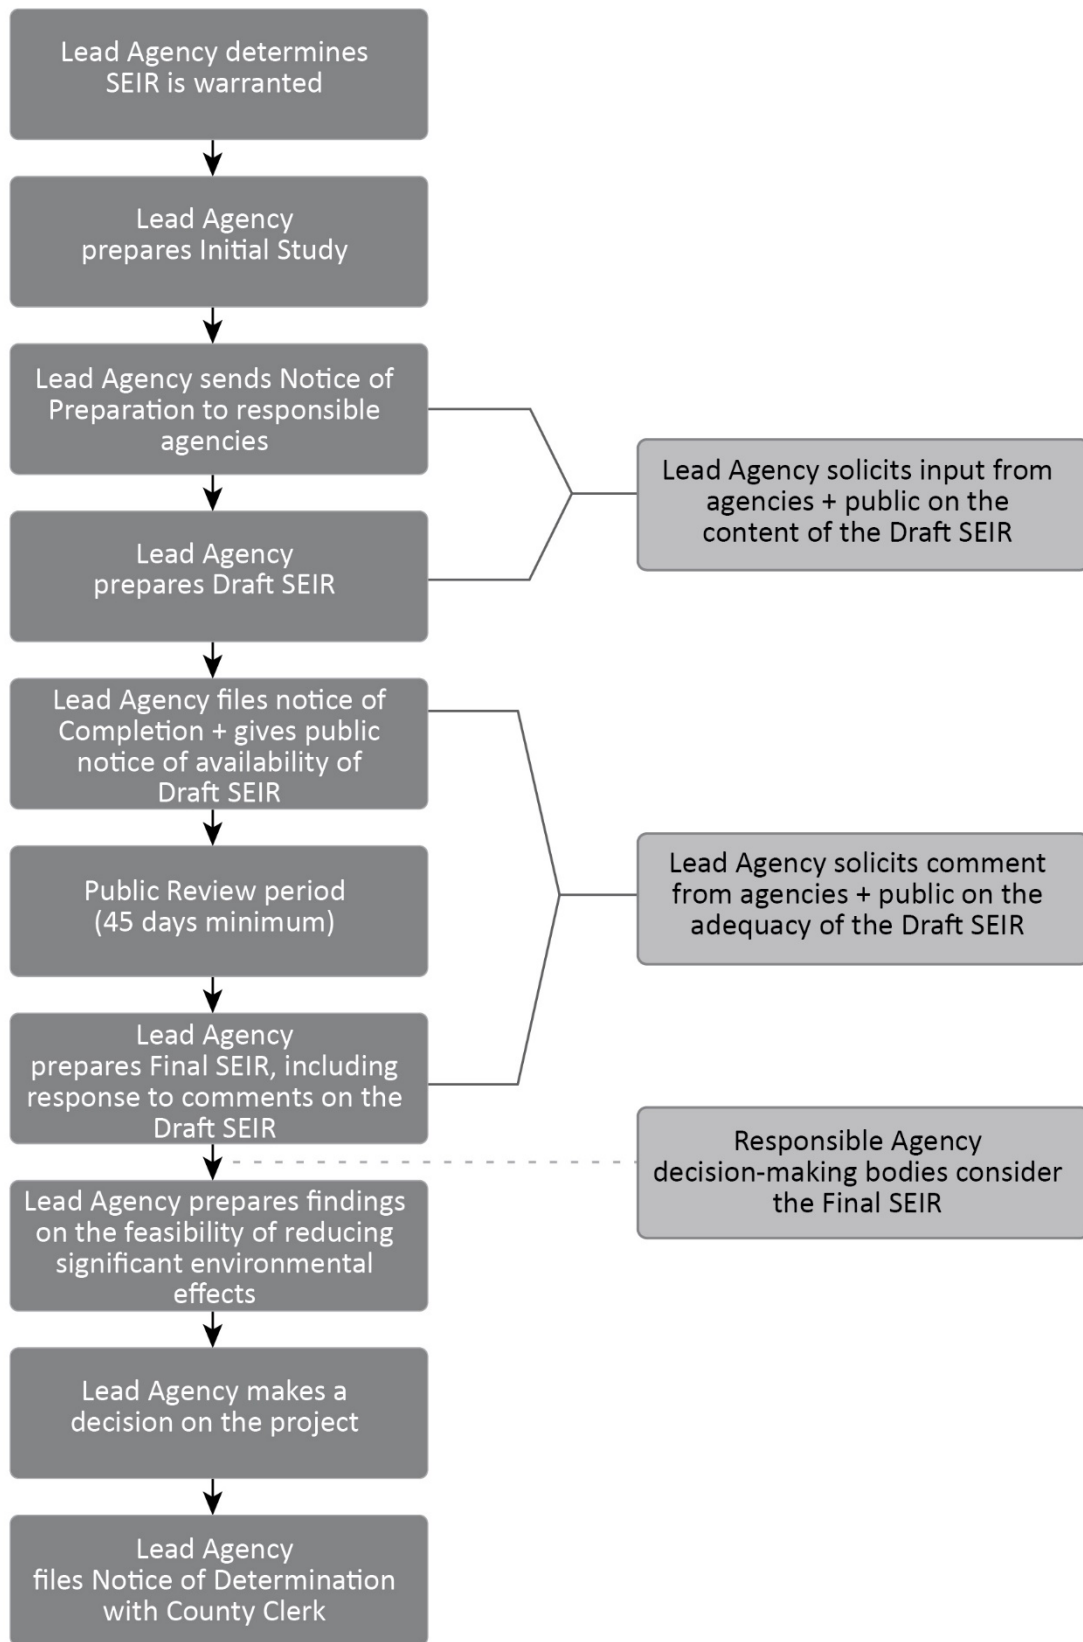 Lead Agency determines
SEIR is warranted
Lead Agency
prepares Initial Study
Lead Agency sends Notice of
Preparation to responsible
agencies
Lead Agency solicits input from
agencies + public on the
content of the Draft SEIR
Lead Agency
prepares Draft SEIR
Lead Agency files notice of
Completion + gives public
notice of availability of
Draft SEIR
Public Review period
(45 days minimum)
Lead Agency solicits comment
from agencies + public on the
adequacy of the Draft SEIR
Lead Agency
prepares Final SEIR, including
response to comments on the
Draft SEIR
Responsible Agency
decision-making bodies consider
the Final SEIR
Lead Agency prepares findings
on the feasibility of reducing
significant environmental
effects
Lead Agency makes a
decision on the project
Lead Agency
files Notice of Determination
with County Clerk